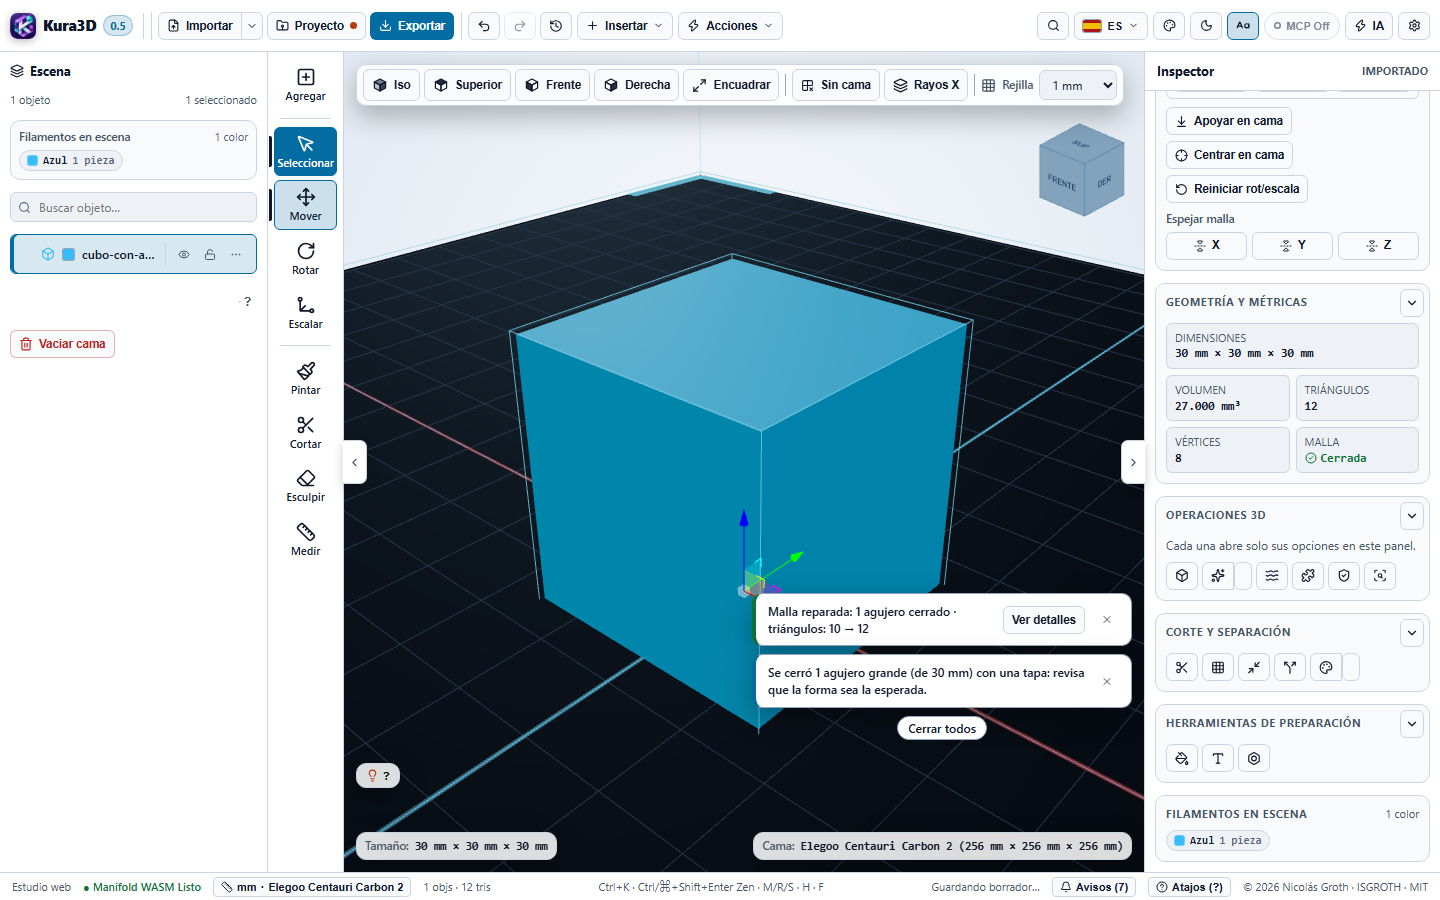 Kura3D 0.5 Importar Proyecto Exportar Insertar Acciones ES Aa MCP Off IA
Escena
1 objeto 1 seleccionado
Filamentos en escena 1 color
Azul 1 pieza
Buscar objeto...
cubo-con-a...
?
Vaciar cama
Agregar
Seleccionar
Mover
Rotar
Escalar
Pintar
Cortar
Esculpir
Medir
Iso Superior Frente Derecha Encuadrar Sin cama Rayos X Rejilla 1 mm
SUP
FRENTE DER
Malla reparada: 1 agujero cerrado ·
triángulos: 10 → 12
Ver detalles
Se cerró 1 agujero grande (de 30 mm) con una tapa: revisa
que la forma sea la esperada.
Cerrar todos
?
Tamaño: 30 mm × 30 mm × 30 mm
Cama: Elegoo Centauri Carbon 2 (256 mm × 256 mm × 256 mm)
Inspector IMPORTADO
Apoyar en cama
Centrar en cama
Reiniciar rot/escala
Espejar malla
X Y Z
GEOMETRÍA Y MÉTRICAS
DIMENSIONES
30 mm × 30 mm × 30 mm
VOLUMEN
27.000 mm³
TRIÁNGULOS
12
VÉRTICES
8
MALLA
Cerrada
OPERACIONES 3D
Cada una abre solo sus opciones en este panel.
CORTE Y SEPARACIÓN
HERRAMIENTAS DE PREPARACIÓN
FILAMENTOS EN ESCENA 1 color
Azul 1 pieza
Estudio web ● Manifold WASM Listo mm · Elegoo Centauri Carbon 2 1 objs · 12 tris Ctrl+K · Ctrl/⌘+Shift+Enter Zen · M/R/S · H · F Guardando borrador... Avisos (7) Atajos (?) © 2026 Nicolás Groth · ISGROTH · MIT